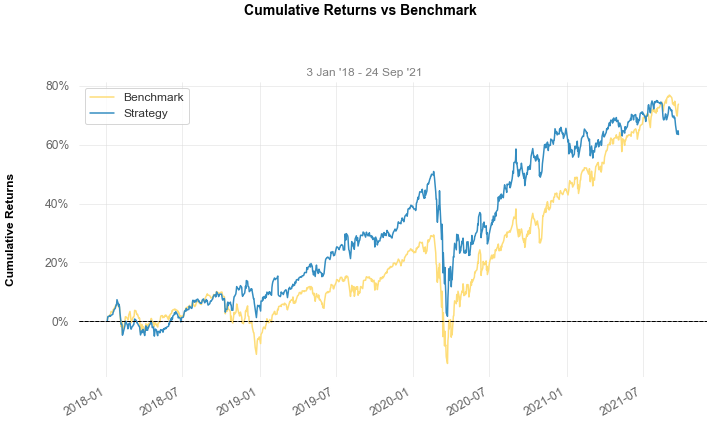 Cumulative Returns vs Benchmark
3 Jan '18 - 24 Sep '21
Benchmark
Strategy
Cumulative Returns
80%
60%
40%
20%
0%
2018-01
2018-07
2019-01
2019-07
2020-01
2020-07
2021-01
2021-07